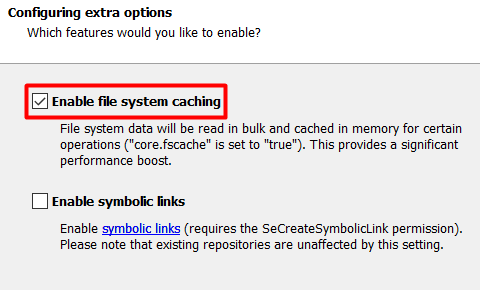 Configuring extra options
Which features would you like to enable?
Enable file system caching
File system data will be read in bulk and cached in memory for certain
operations ("core.fscache" is set to "true"). This provides a significant
performance boost.
Enable symbolic links
Enable symbolic links (requires the SeCreateSymbolicLink permission).
Please note that existing repositories are unaffected by this setting.